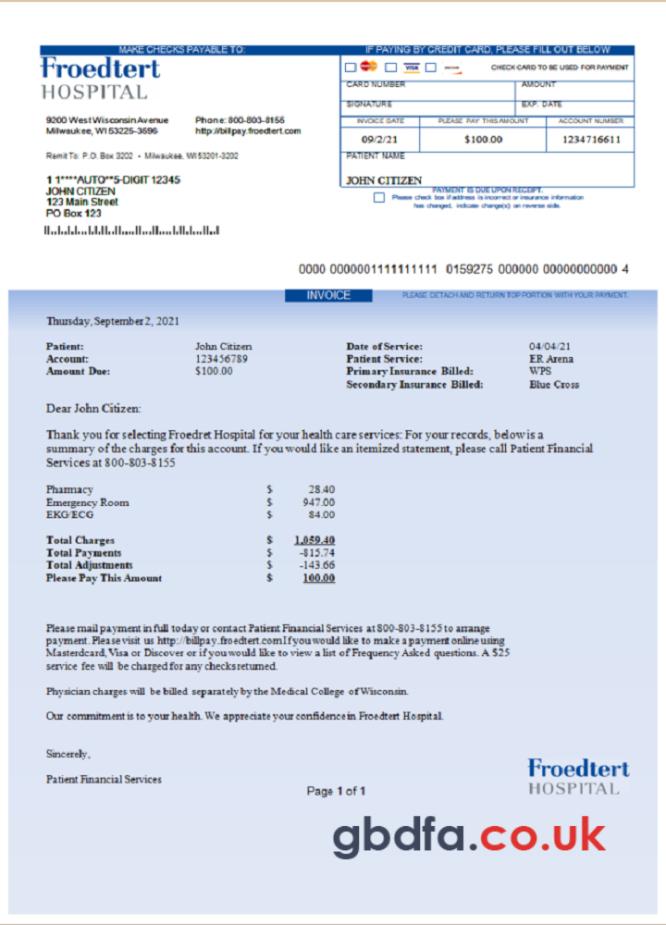 MAKE CHECKS PAYABLE TO:
Froedtert
HOSPITAL
9200 West Wisconsin Avenue Phone: 800-803-8155
Milwaukee, WI 53225-3696 http://billpay.froedtert.com
Remit To: P.O. Box 3202 • Milwaukee, WI 53201-3202
1 1****AUTO**5-DIGIT 12345
JOHN CITIZEN
123 Main Street
PO Box 123
IF PAYING BY CREDIT CARD, PLEASE FILL OUT BELOW
VISA CHECK CARD TO BE USED FOR PAYMENT
CARD NUMBER AMOUNT
SIGNATURE EXP. DATE
INVOICE DATE PLEASE PAY THIS AMOUNT ACCOUNT NUMBER
09/2/21 $100.00 1234716611
PATIENT NAME
JOHN CITIZEN
PAYMENT IS DUE UPON RECEIPT.
Please check box if address is incorrect or insurance information
has changed, indicate change(s) on reverse side.
0000 0000001111111111 0159275 000000 00000000000 4
INVOICE PLEASE DETACH AND RETURN TOP PORTION WITH YOUR PAYMENT.
Thursday, September 2, 2021
Patient: John Citizen Date of Service: 04/04/21
Account: 123456789 Patient Service: ER Arena
Amount Due: $100.00 Primary Insurance Billed: WPS
Secondary Insurance Billed: Blue Cross
Dear John Citizen:
Thank you for selecting Froedret Hospital for your health care services: For your records, below is a
summary of the charges for this account. If you would like an itemized statement, please call Patient Financial
Services at 800-803-8155
Pharmacy $ 28.40
Emergency Room $ 947.00
EKG/ECG $ 84.00
Total Charges $ 1,059.40
Total Payments $ -815.74
Total Adjustments $ -143.66
Please Pay This Amount $ 100.00
Please mail payment in full today or contact Patient Financial Services at 800-803-8155 to arrange
payment. Please visit us http://billpay.froedtert.com If you would like to make a payment online using
Masterdcard, Visa or Discover or if you would like to view a list of Frequency Asked questions. A $25
service fee will be charged for any checks returned.
Physician charges will be billed separately by the Medical College of Wisconsin.
Our commitment is to your health. We appreciate your confidence in Froedtert Hospital.
Sincerely,
Patient Financial Services
Page 1 of 1
Froedtert
HOSPITAL
gbdfa.co.uk